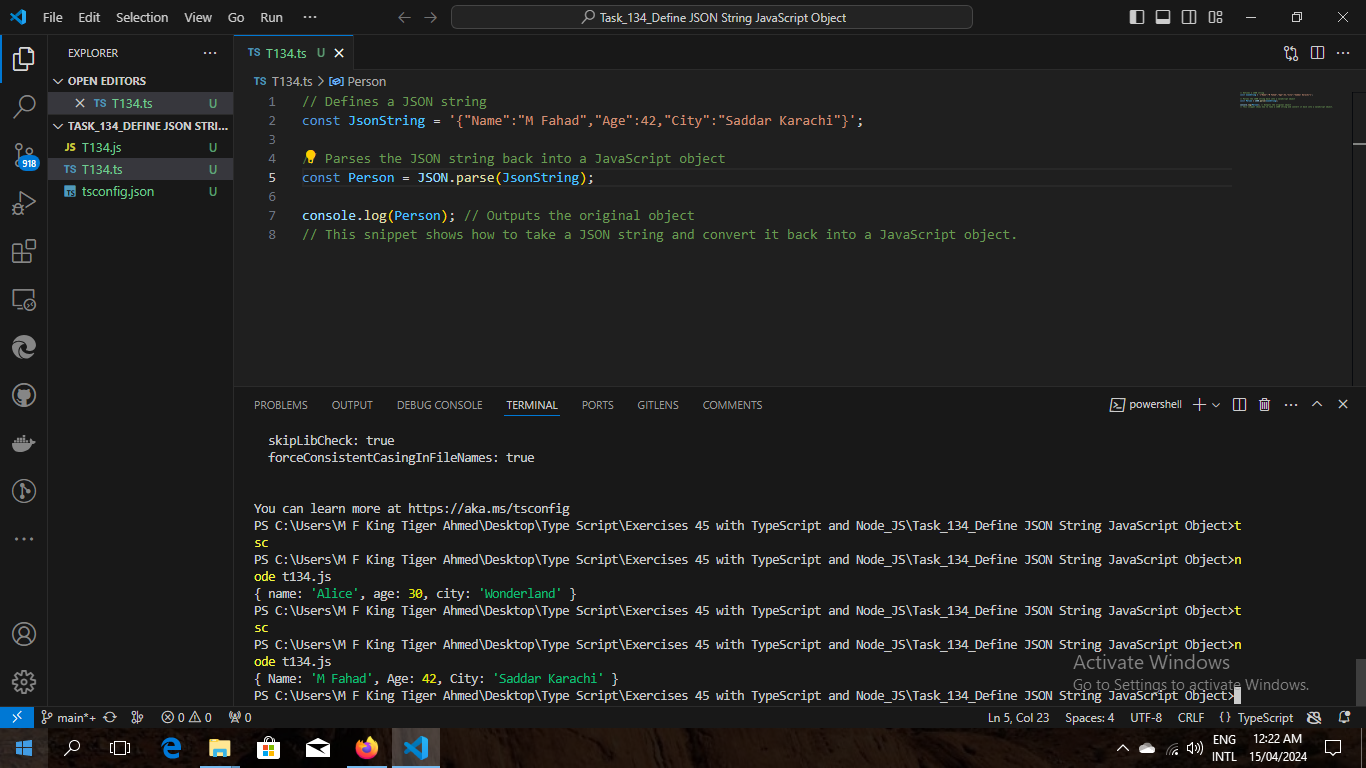 File Edit Selection View Go Run ··· Task_134_Define JSON String JavaScript Object
EXPLORER ···
OPEN EDITORS
TS T134.ts U
TASK_134_DEFINE JSON STRI...
JS T134.js U
TS T134.ts U
TS tsconfig.json U
918
TS T134.ts U
TS T134.ts > Person
1 // Defines a JSON string
2 const JsonString = '{"Name":"M Fahad","Age":42,"City":"Saddar Karachi"}';
3
4 / Parses the JSON string back into a JavaScript object
5 const Person = JSON.parse(JsonString);
6
7 console.log(Person); // Outputs the original object
8 // This snippet shows how to take a JSON string and convert it back into a JavaScript object.
PROBLEMS OUTPUT DEBUG CONSOLE TERMINAL PORTS GITLENS COMMENTS powershell
skipLibCheck: true
forceConsistentCasingInFileNames: true
You can learn more at https://aka.ms/tsconfig
PS C:\Users\M F King Tiger Ahmed\Desktop\Type Script\Exercises 45 with TypeScript and Node_JS\Task_134_Define JSON String JavaScript Object>t
sc
PS C:\Users\M F King Tiger Ahmed\Desktop\Type Script\Exercises 45 with TypeScript and Node_JS\Task_134_Define JSON String JavaScript Object>n
ode t134.js
{ name: 'Alice', age: 30, city: 'Wonderland' }
PS C:\Users\M F King Tiger Ahmed\Desktop\Type Script\Exercises 45 with TypeScript and Node_JS\Task_134_Define JSON String JavaScript Object>t
sc
PS C:\Users\M F King Tiger Ahmed\Desktop\Type Script\Exercises 45 with TypeScript and Node_JS\Task_134_Define JSON String JavaScript Object>n
ode t134.js
{ Name: 'M Fahad', Age: 42, City: 'Saddar Karachi' }
PS C:\Users\M F King Tiger Ahmed\Desktop\Type Script\Exercises 45 with TypeScript and Node_JS\Task_134_Define JSON String JavaScript Object>
Activate Windows
Go to Settings to activate Windows.
main*+ 0 0 0 Ln 5, Col 23 Spaces: 4 UTF-8 CRLF {} TypeScript
ENG 12:22 AM
INTL 15/04/2024